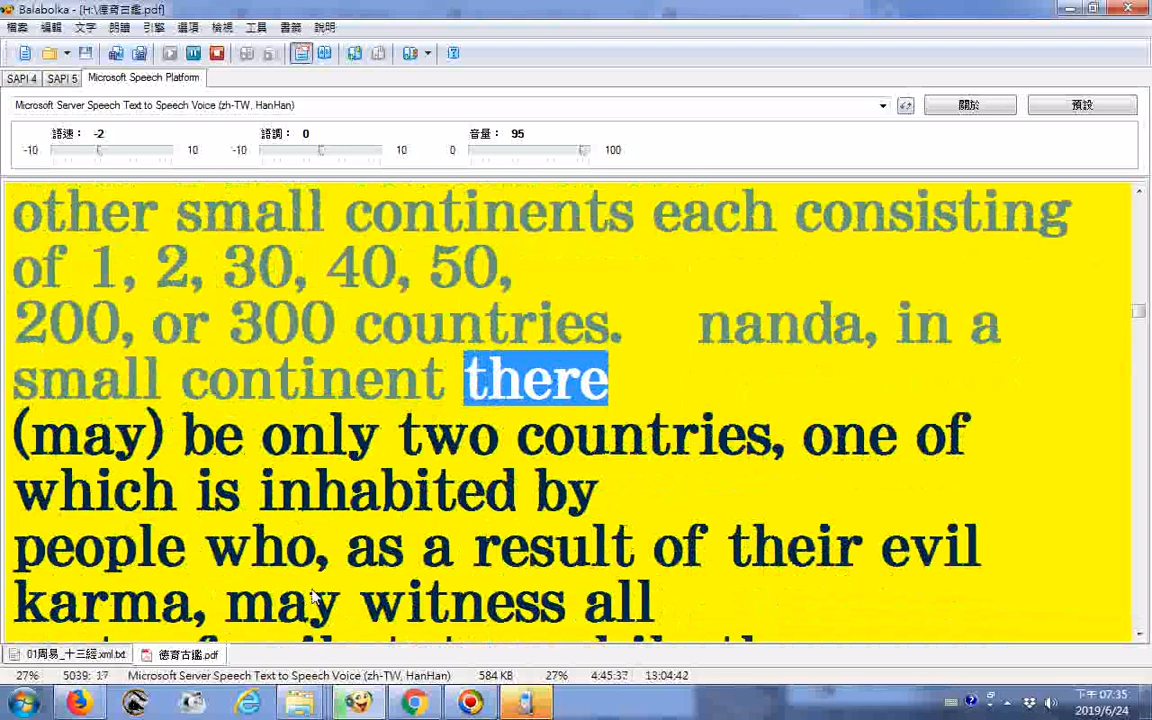 Balabolka - [H:\德育古鑑.pdf]
檔案 編輯 文字 朗讀 引擎 選項 檢視 工具 書籤 說明
SAPI 4 SAPI 5 Microsoft Speech Platform
Microsoft Server Speech Text to Speech Voice (zh-TW, HanHan) 關於 預設
語速： -2 語調： 0 音量： 95
-10 10 -10 10 0 100
other small continents each consisting
of 1, 2, 30, 40, 50,
200, or 300 countries. nanda, in a
small continent there
(may) be only two countries, one of
which is inhabited by
people who, as a result of their evil
karma, may witness all
01周易_十三經.xml.txt 德育古鑑.pdf
27% 5039: 17 Microsoft Server Speech Text to Speech Voice (zh-TW, HanHan) 584 KB 27% 4:45:37 13:04:42
下午 07:35
2019/6/24